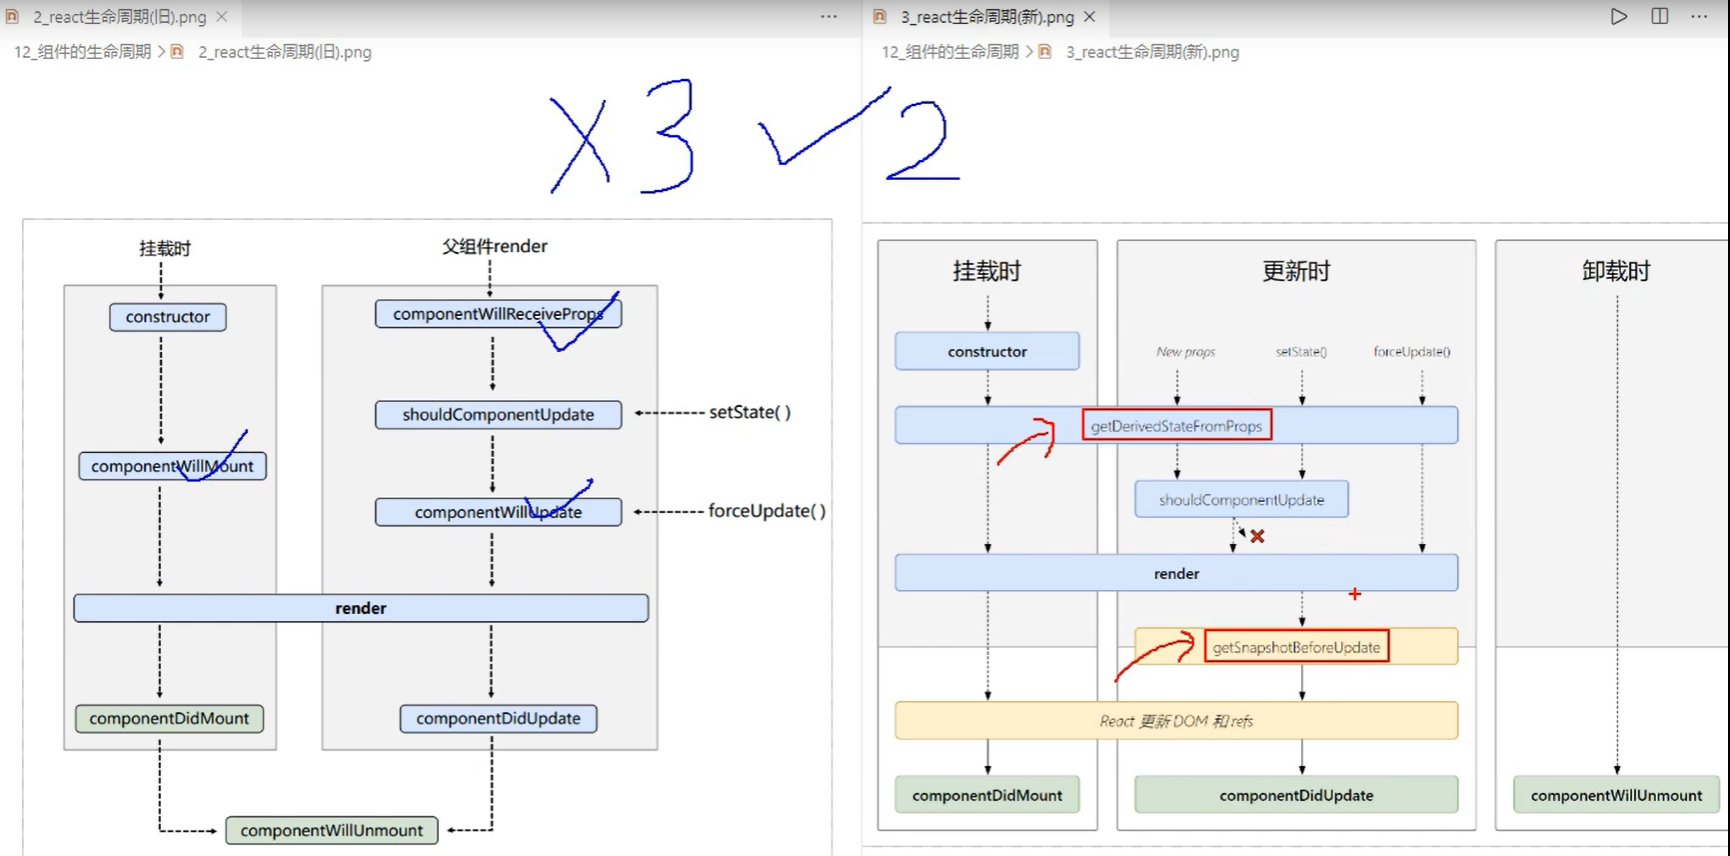 2_react生命周期(旧).png
12_组件的生命周期 > 2_react生命周期(旧).png
3_react生命周期(新).png
12_组件的生命周期 > 3_react生命周期(新).png
X 3 ✓ 2
挂载时
父组件render
constructor
componentWillReceiveProps
shouldComponentUpdate
setState( )
componentWillMount
componentWillUpdate
forceUpdate( )
render
componentDidMount
componentDidUpdate
componentWillUnmount
挂载时
更新时
卸载时
constructor
New props
setState()
forceUpdate()
getDerivedStateFromProps
shouldComponentUpdate
render
getSnapshotBeforeUpdate
React 更新 DOM 和 refs
componentDidMount
componentDidUpdate
componentWillUnmount